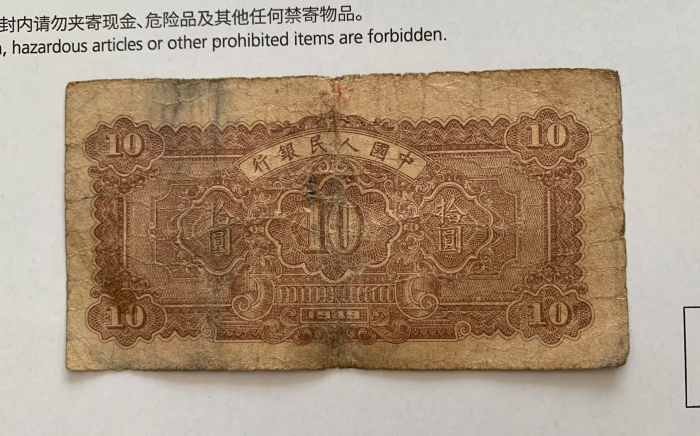 封内请勿夹寄现金、危险品及其他任何禁寄物品。
, hazardous articles or other prohibited items are forbidden.
10 10
行銀民人國中
拾圓 10 拾圓
1949
10 10